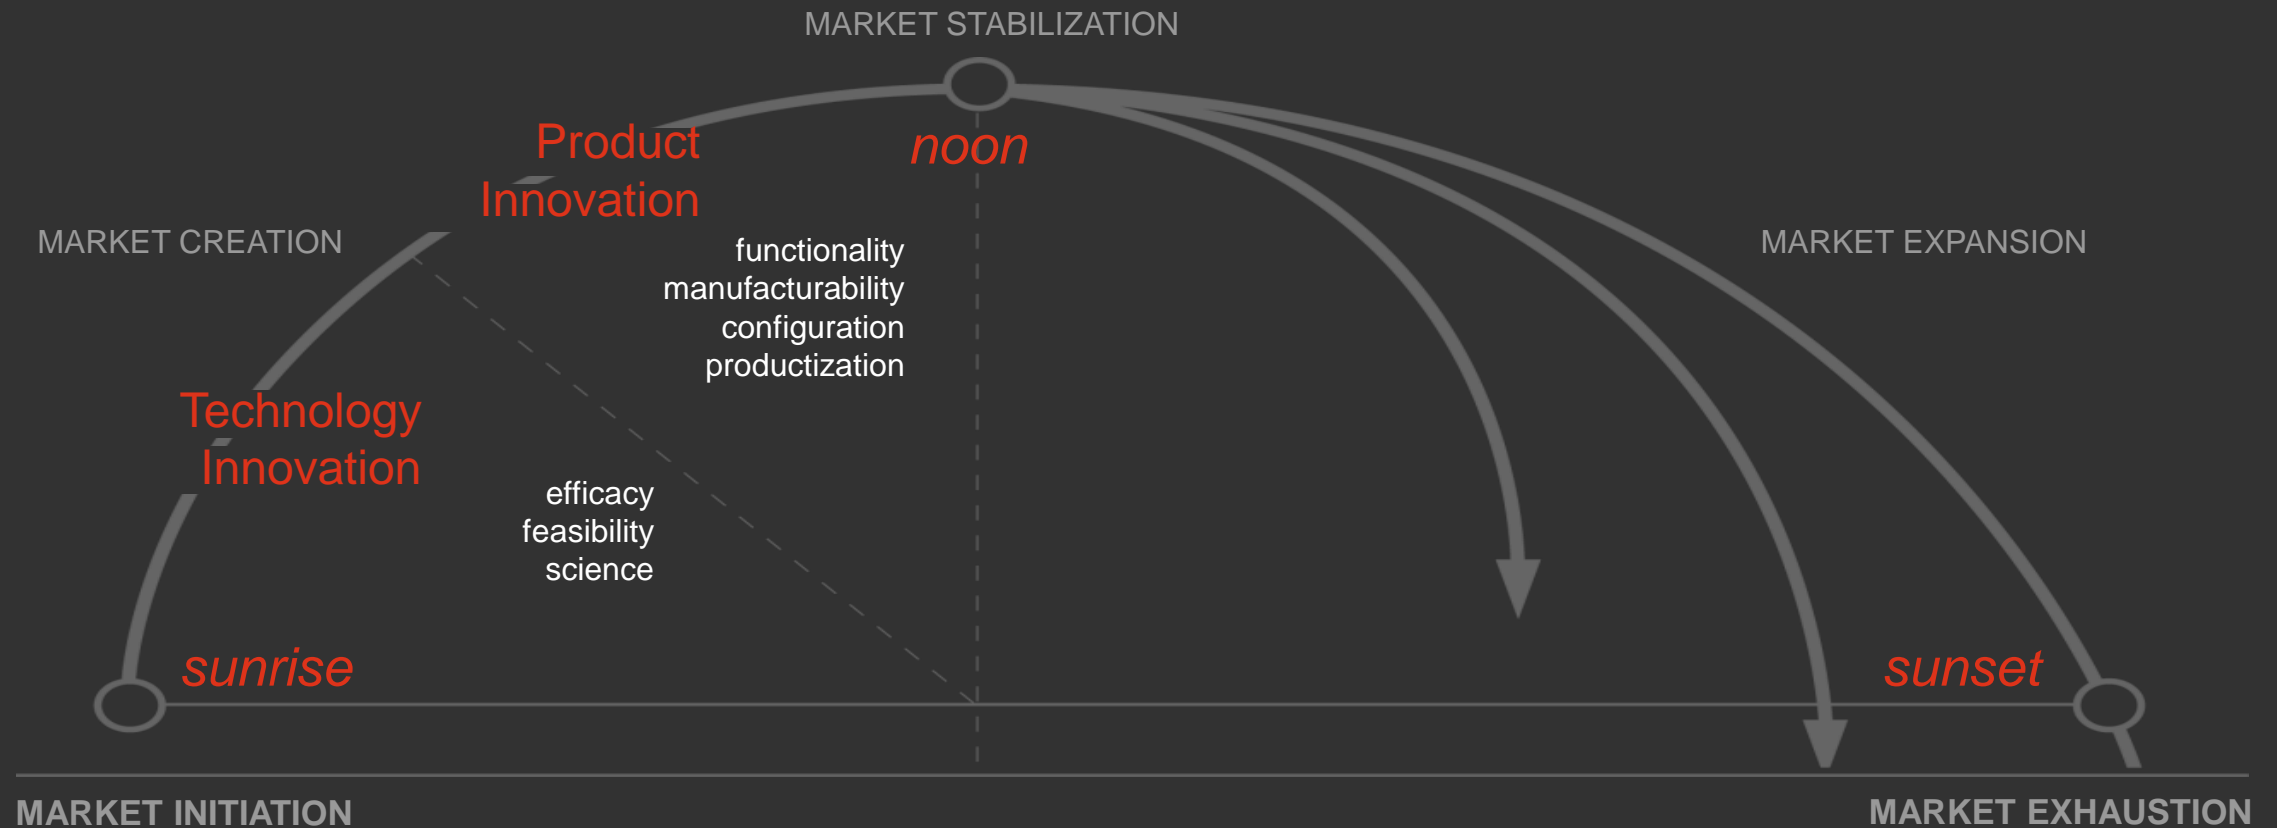 MARKET STABILIZATION
Product
Innovation
noon
MARKET CREATION
MARKET EXPANSION
functionality
manufacturability
configuration
productization
Technology
Innovation
efficacy
feasibility
science
sunrise
sunset
MARKET INITIATION
MARKET EXHAUSTION